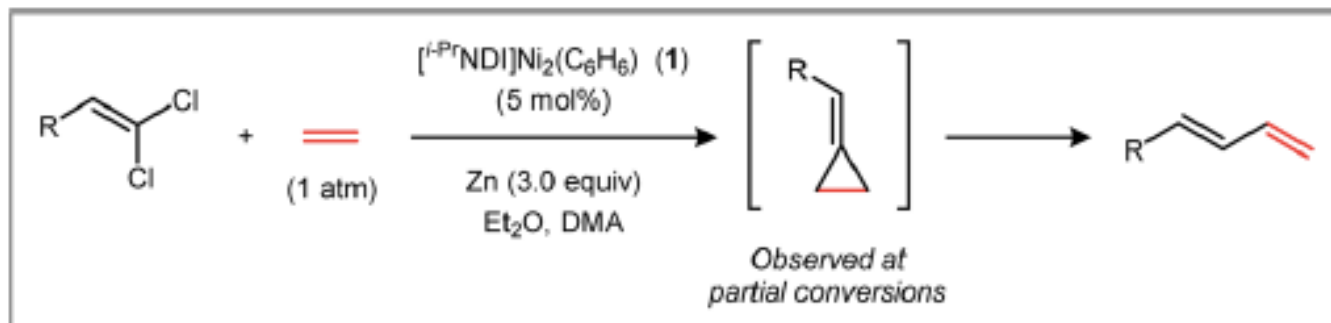 R
Cl
Cl
+
(1 atm)
[i-PrNDI]Ni2(C6H6) (1)
(5 mol%)
Zn (3.0 equiv)
Et2O, DMA
R
Observed at
partial conversions
R